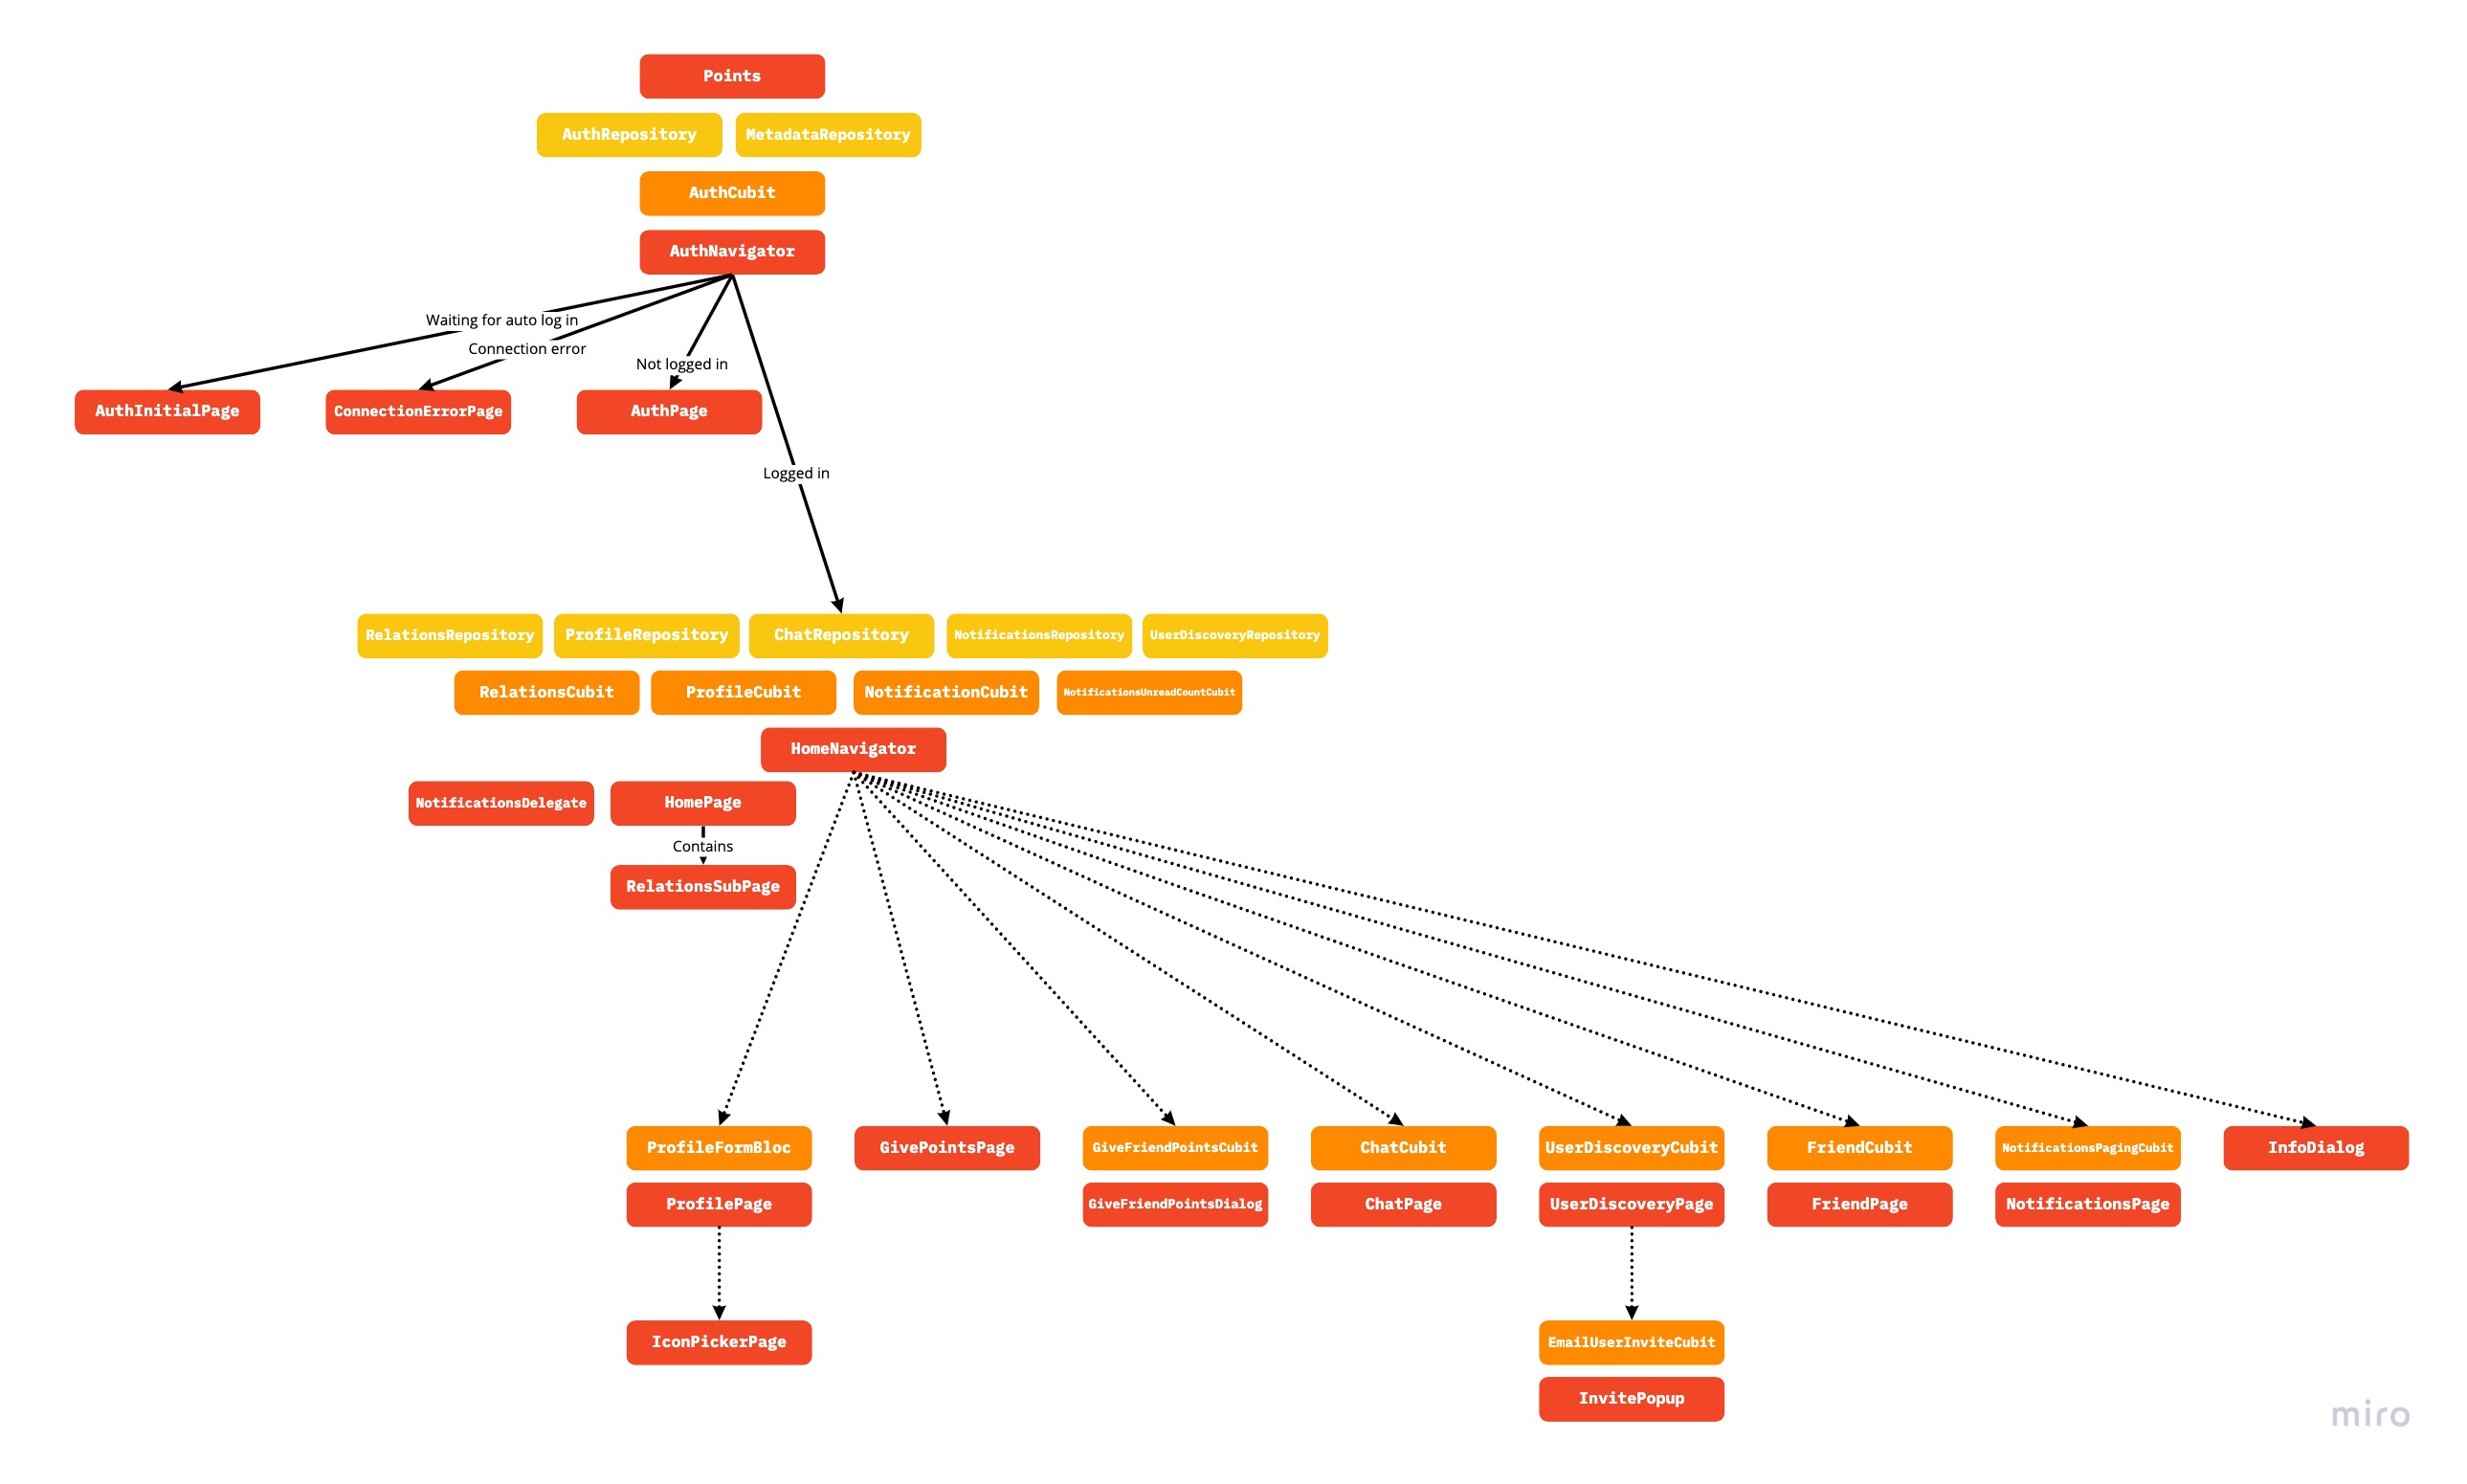 Points
AuthRepository
MetadataRepository
AuthCubit
AuthNavigator
Waiting for auto log in
Connection error
Not logged in
AuthInitialPage
ConnectionErrorPage
AuthPage
Logged in
RelationsRepository
ProfileRepository
ChatRepository
NotificationsRepository
UserDiscoveryRepository
RelationsCubit
ProfileCubit
NotificationCubit
NotificationsUnreadCountCubit
HomeNavigator
NotificationsDelegate
HomePage
Contains
RelationsSubPage
ProfileFormBloc
GivePointsPage
GiveFriendPointsCubit
ChatCubit
UserDiscoveryCubit
FriendCubit
NotificationsPagingCubit
InfoDialog
ProfilePage
GiveFriendPointsDialog
ChatPage
UserDiscoveryPage
FriendPage
NotificationsPage
IconPickerPage
EmailUserInviteCubit
InvitePopup
miro